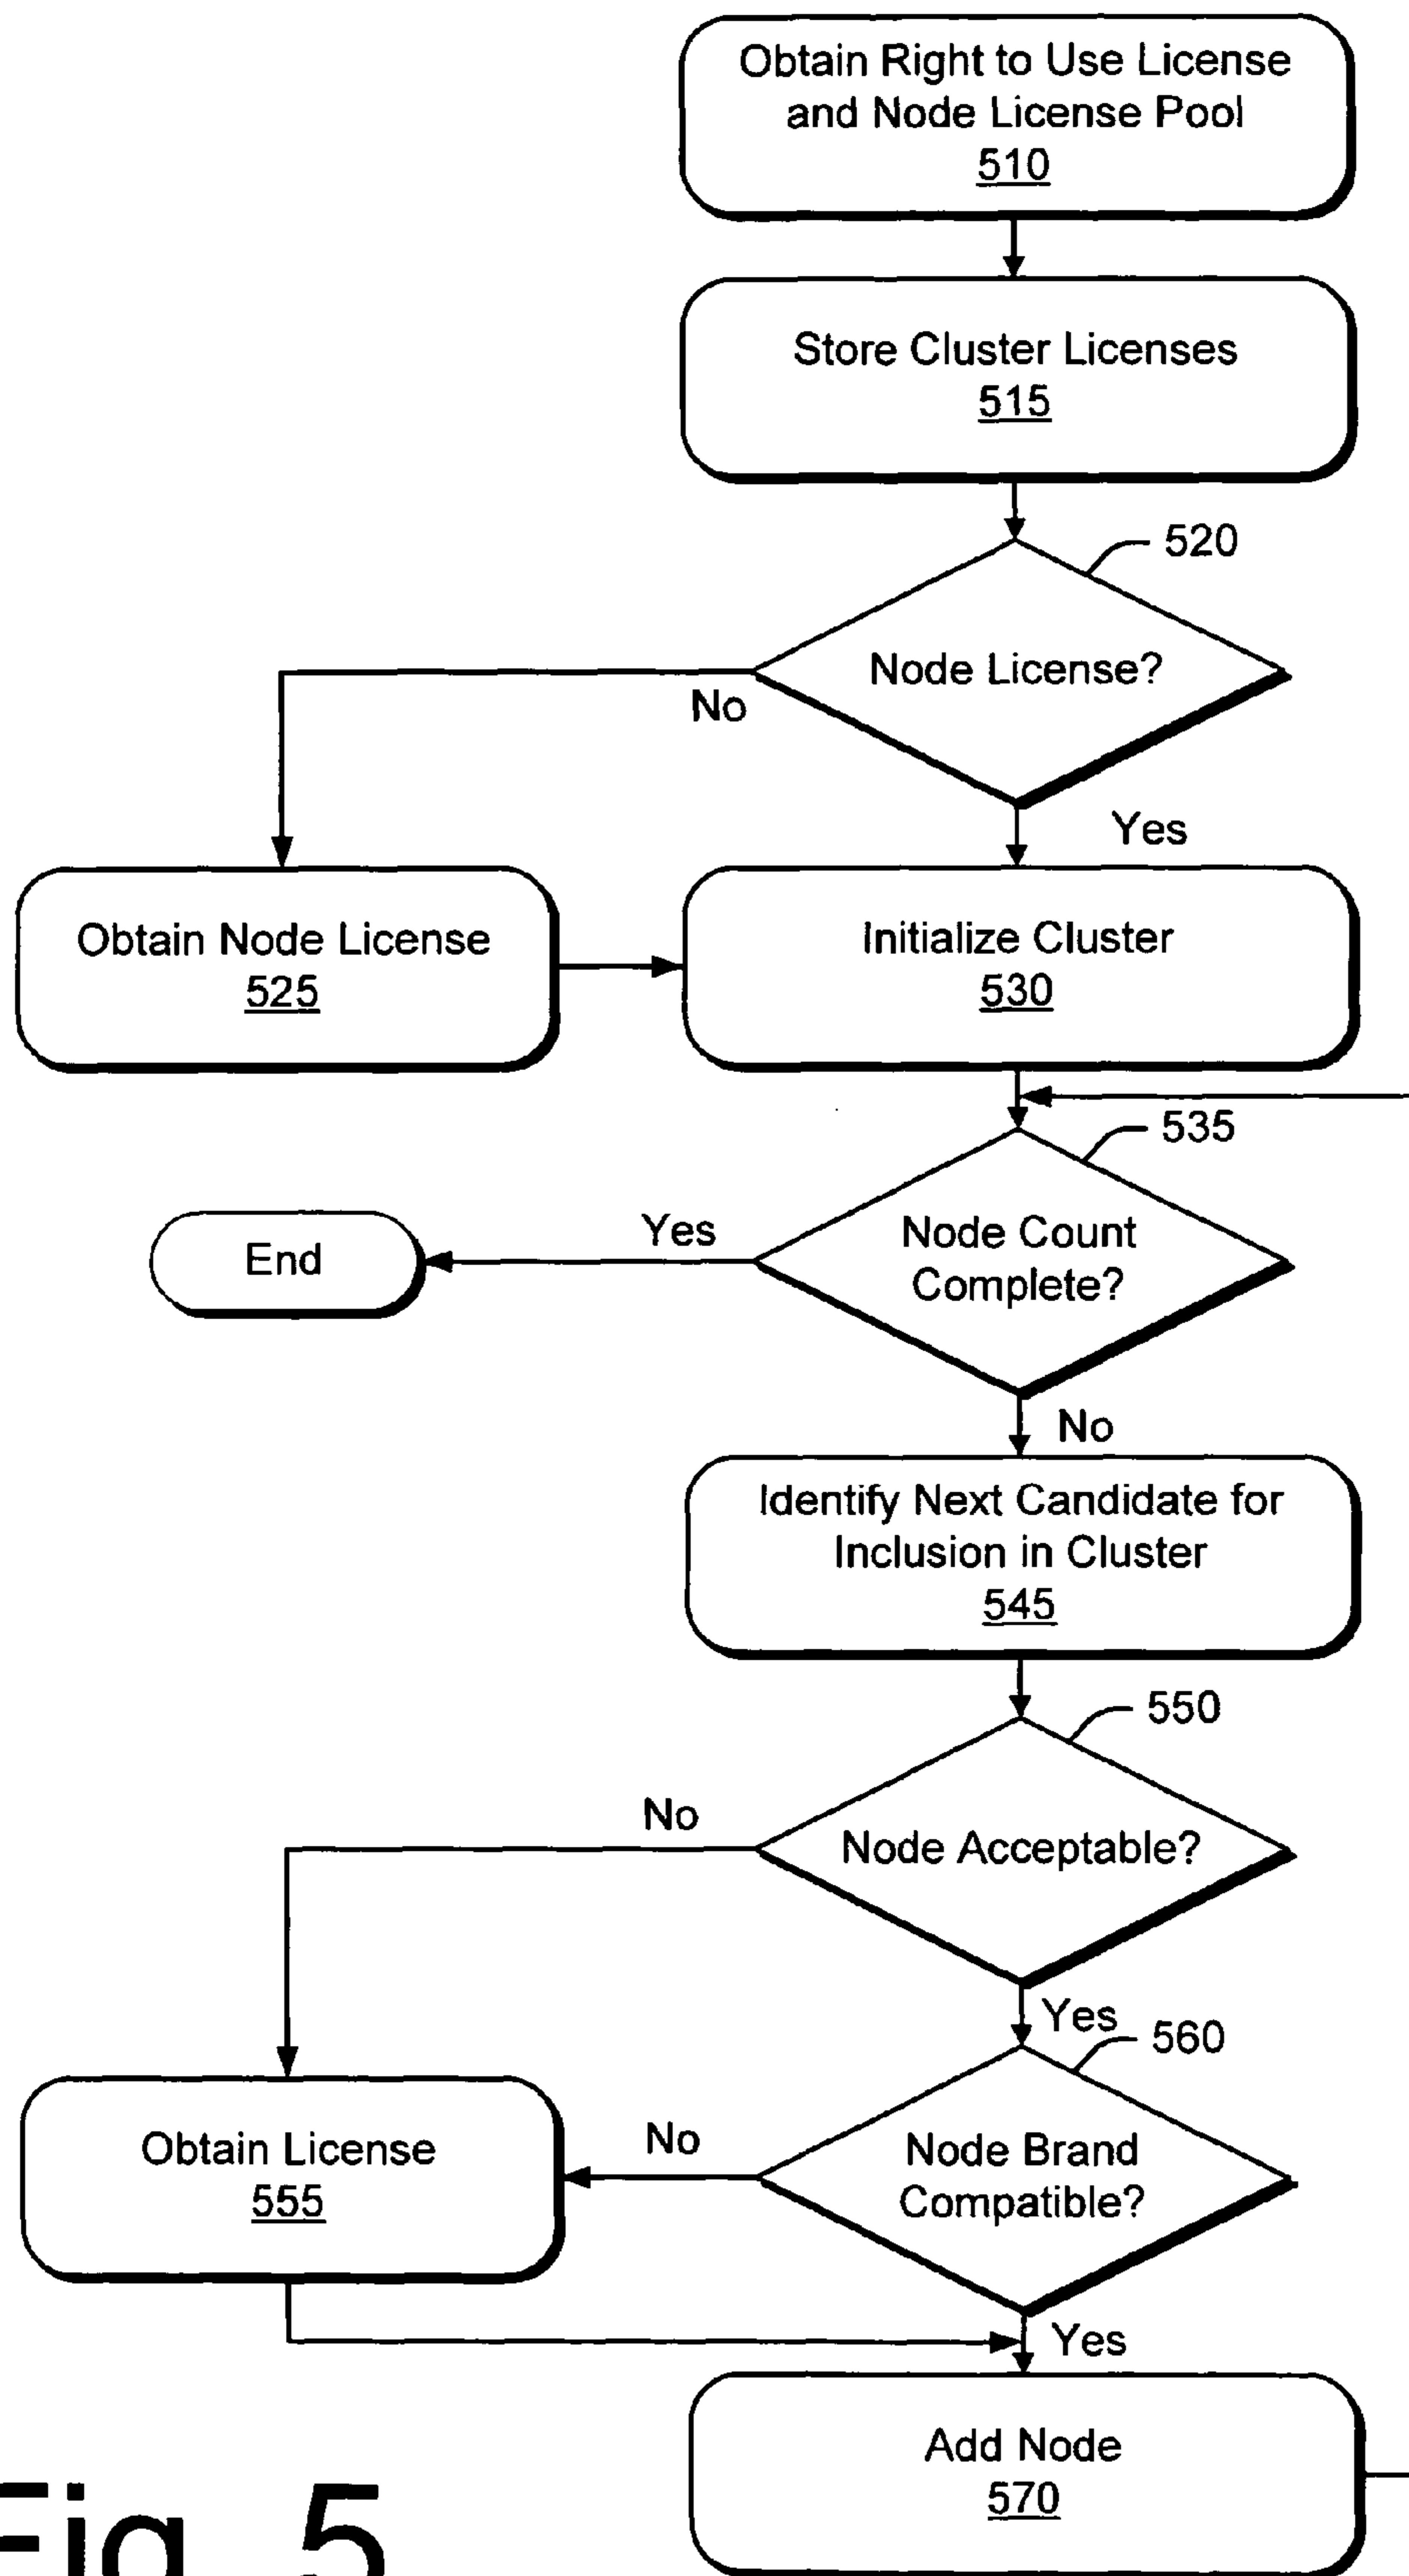 Obtain Right to Use License
and Node License Pool
510
Store Cluster Licenses
515
520
Node License?
No
Yes
Obtain Node License
525
Initialize Cluster
530
535
Node Count
Complete?
Yes
End
No
Identify Next Candidate for
Inclusion in Cluster
545
550
Node Acceptable?
No
Yes
560
Node Brand
Compatible?
No
Obtain License
555
Yes
Add Node
570
Fig. 5